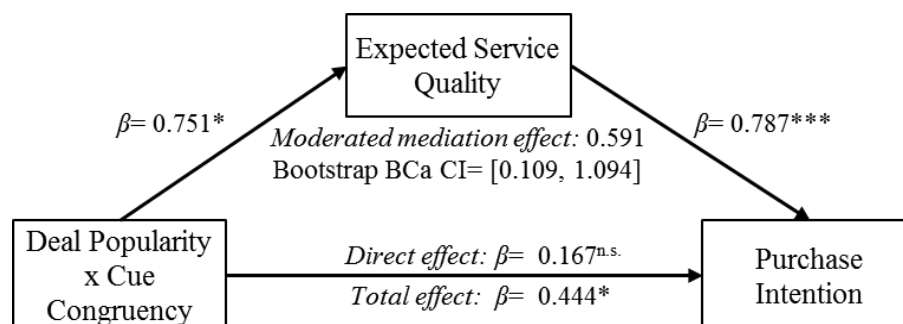 Expected Service
Quality
β= 0.751*
β= 0.787***
Moderated mediation effect: 0.591
Bootstrap BCa CI= [0.109, 1.094]
Deal Popularity
x Cue
Congruency
Direct effect: β= 0.167n.s.
Total effect: β= 0.444*
Purchase
Intention